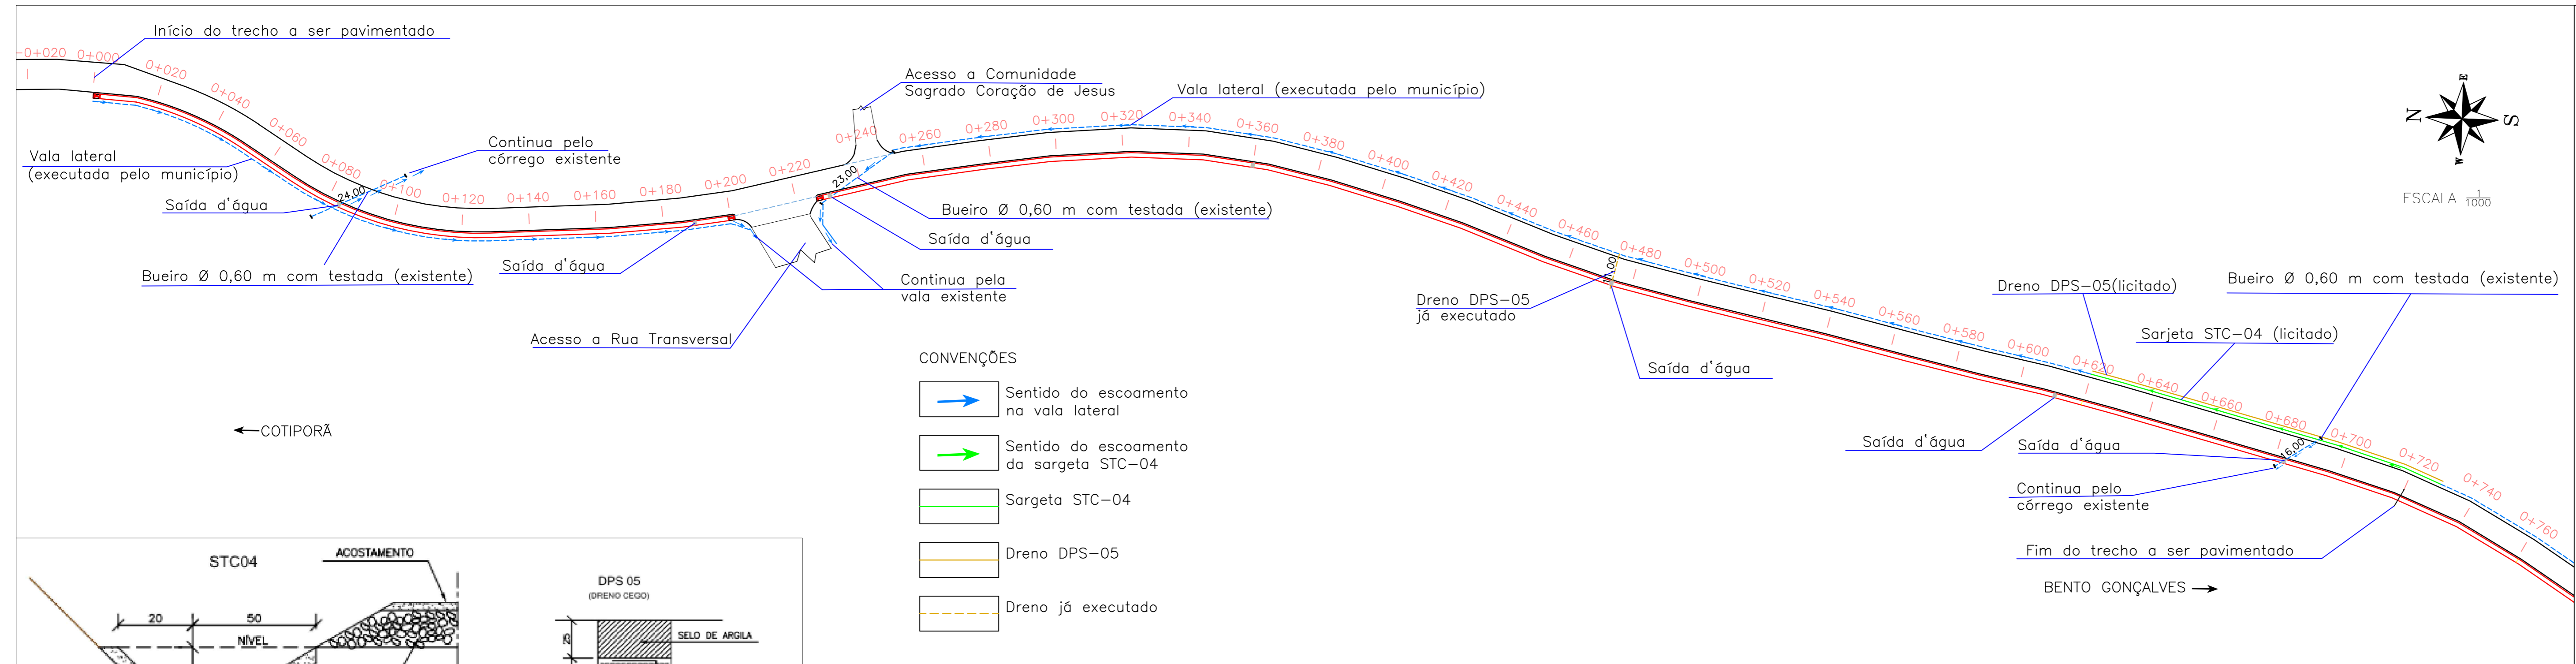 Início do trecho a ser pavimentado
-0+020
0+000
0+020
0+040
0+060
0+080
0+100
0+120
0+140
0+160
0+180
0+200
0+220
0+240
0+260
0+280
0+300
0+320
0+340
0+360
0+380
0+400
0+420
0+440
0+460
0+480
0+500
0+520
0+540
0+560
0+580
0+600
0+620
0+640
0+660
0+680
0+700
0+720
0+740
0+760
Vala lateral
(executada pelo município)
Saída d'água
24,00
Continua pelo
córrego existente
Bueiro Ø 0,60 m com testada (existente)
Saída d'água
Acesso a Rua Transversal
Acesso a Comunidade
Sagrado Coração de Jesus
23,00
Vala lateral (executada pelo município)
Bueiro Ø 0,60 m com testada (existente)
Saída d'água
Continua pela
vala existente
Dreno DPS-05
já executado
Saída d'água
Dreno DPS-05(licitado)
Sarjeta STC-04 (licitado)
Bueiro Ø 0,60 m com testada (existente)
Saída d'água
Saída d'água
16,00
Continua pelo
córrego existente
Fim do trecho a ser pavimentado
BENTO GONÇALVES
COTIPORÃ
N
E
S
W
ESCALA 1/1000
CONVENÇÕES
Sentido do escoamento
na vala lateral
Sentido do escoamento
da sargeta STC-04
Sargeta STC-04
Dreno DPS-05
Dreno já executado
STC04
ACOSTAMENTO
20
50
NÍVEL
DPS 05
(DRENO CEGO)
25
SELO DE ARGILA